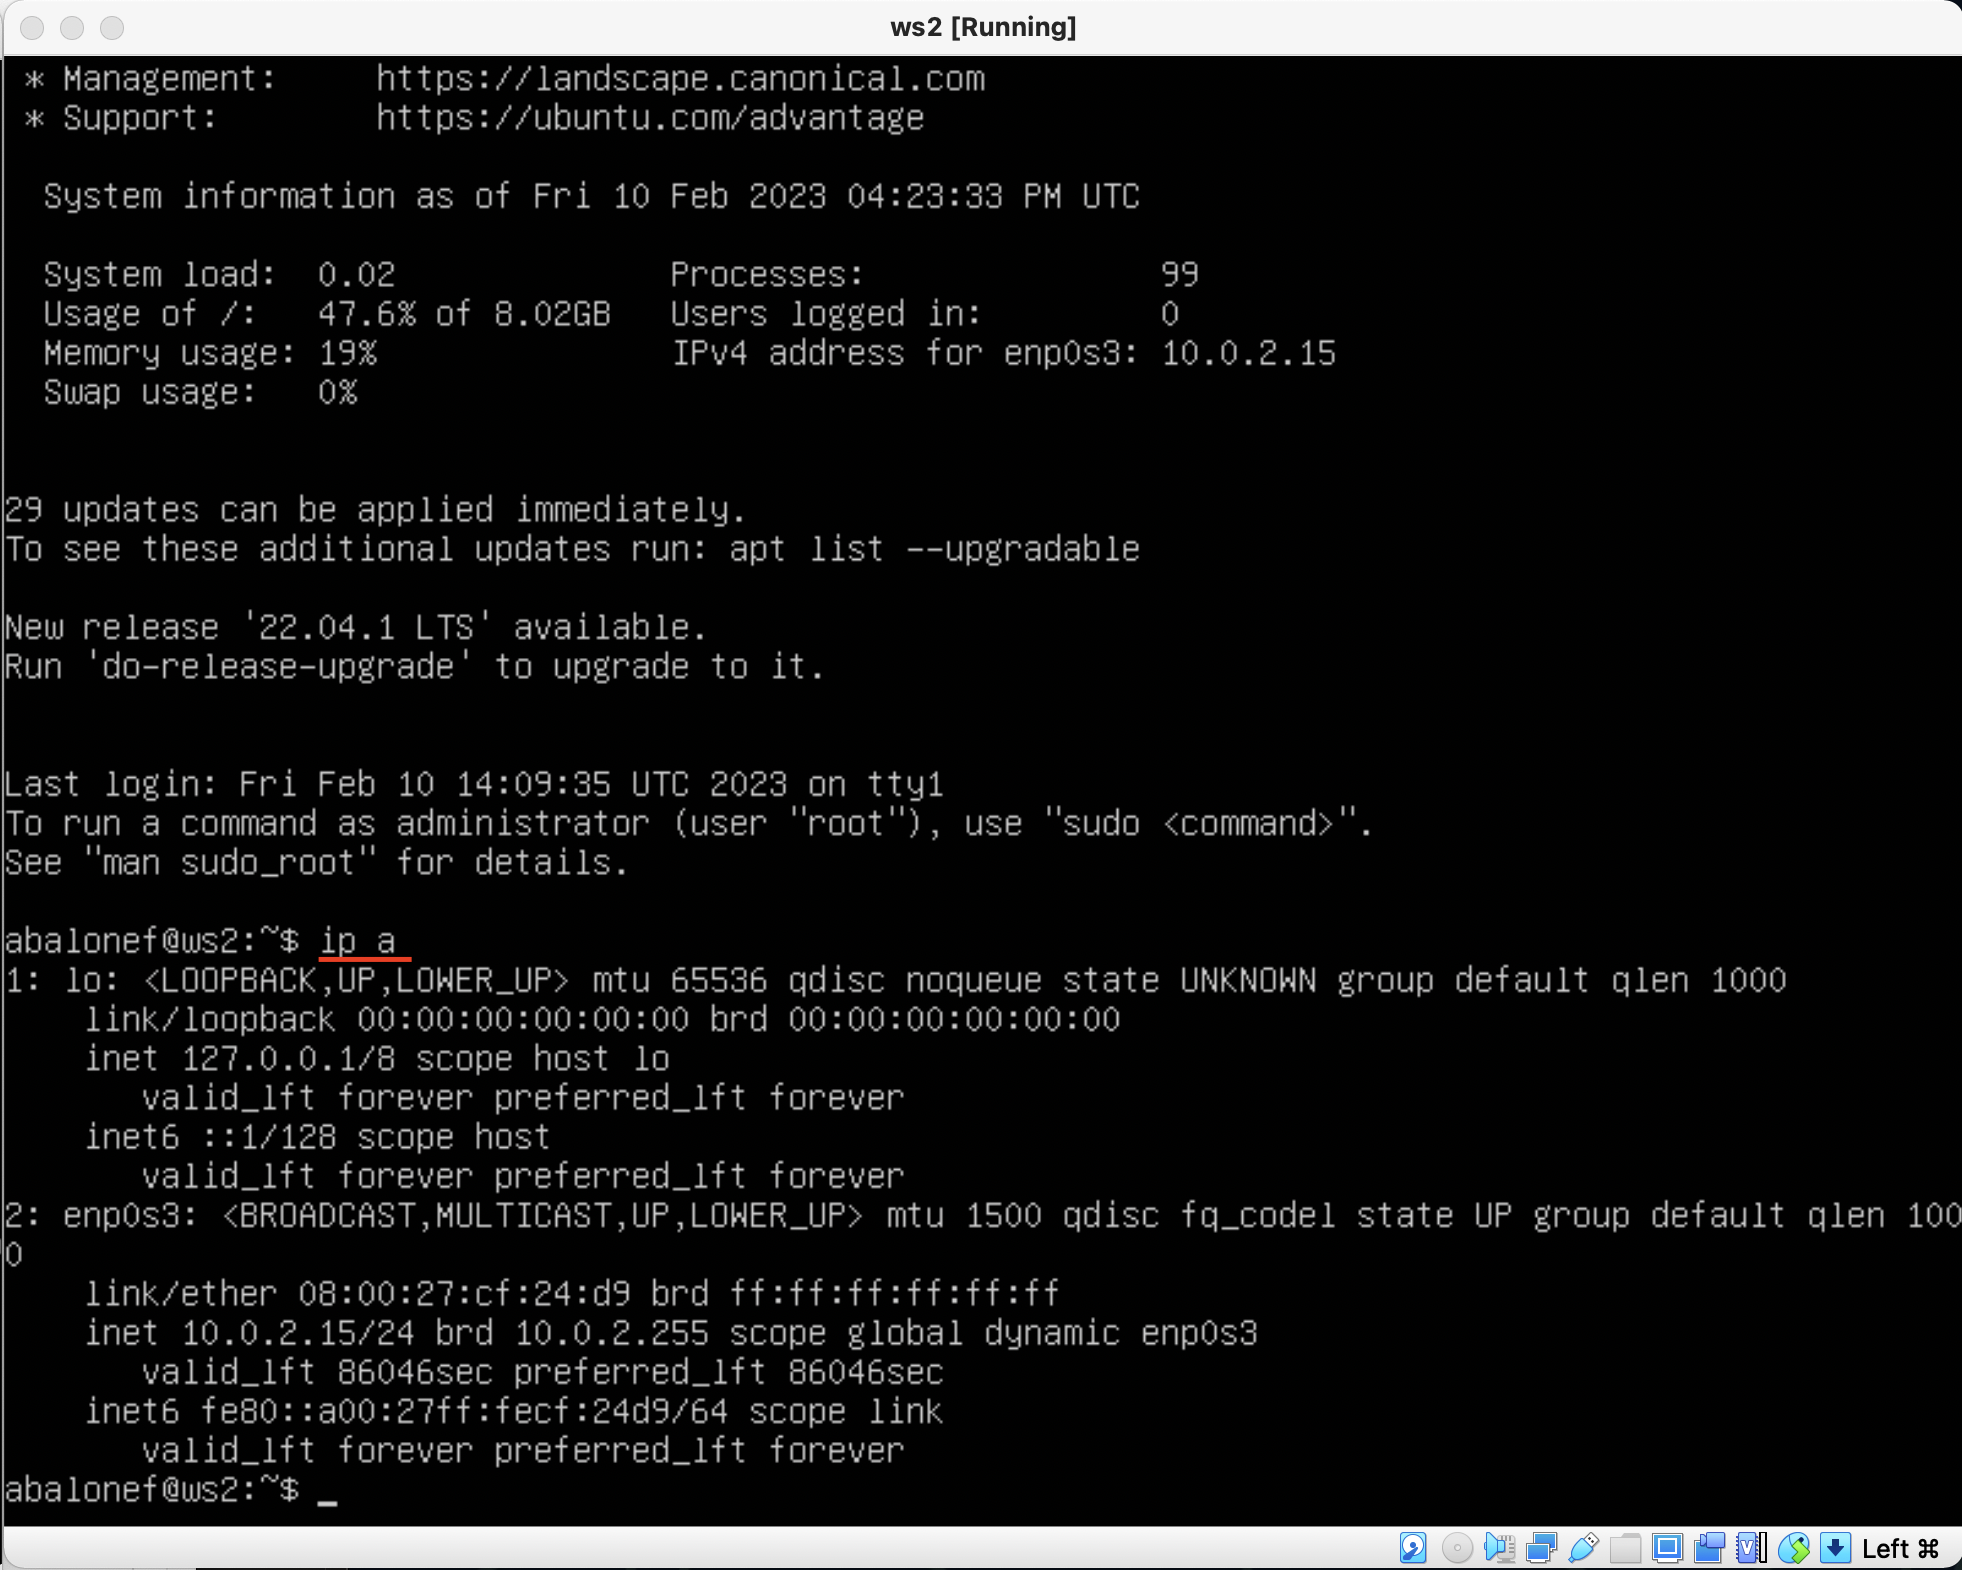 ws2 [Running]
* Management:     https://landscape.canonical.com
* Support:        https://ubuntu.com/advantage
System information as of Fri 10 Feb 2023 04:23:33 PM UTC
System load:  0.02              Processes:               99
Usage of /:   47.6% of 8.02GB   Users logged in:         0
Memory usage: 19%               IPv4 address for enp0s3: 10.0.2.15
Swap usage:   0%
29 updates can be applied immediately.
To see these additional updates run: apt list --upgradable
New release '22.04.1 LTS' available.
Run 'do-release-upgrade' to upgrade to it.
Last login: Fri Feb 10 14:09:35 UTC 2023 on tty1
To run a command as administrator (user "root"), use "sudo <command>".
See "man sudo_root" for details.
abalonef@ws2:~$ ip a
1: lo: <LOOPBACK,UP,LOWER_UP> mtu 65536 qdisc noqueue state UNKNOWN group default qlen 1000
link/loopback 00:00:00:00:00:00 brd 00:00:00:00:00:00
inet 127.0.0.1/8 scope host lo
valid_lft forever preferred_lft forever
inet6 ::1/128 scope host
valid_lft forever preferred_lft forever
2: enp0s3: <BROADCAST,MULTICAST,UP,LOWER_UP> mtu 1500 qdisc fq_codel state UP group default qlen 100
0
link/ether 08:00:27:cf:24:d9 brd ff:ff:ff:ff:ff:ff
inet 10.0.2.15/24 brd 10.0.2.255 scope global dynamic enp0s3
valid_lft 86046sec preferred_lft 86046sec
inet6 fe80::a00:27ff:fecf:24d9/64 scope link
valid_lft forever preferred_lft forever
abalonef@ws2:~$ _
Left ⌘